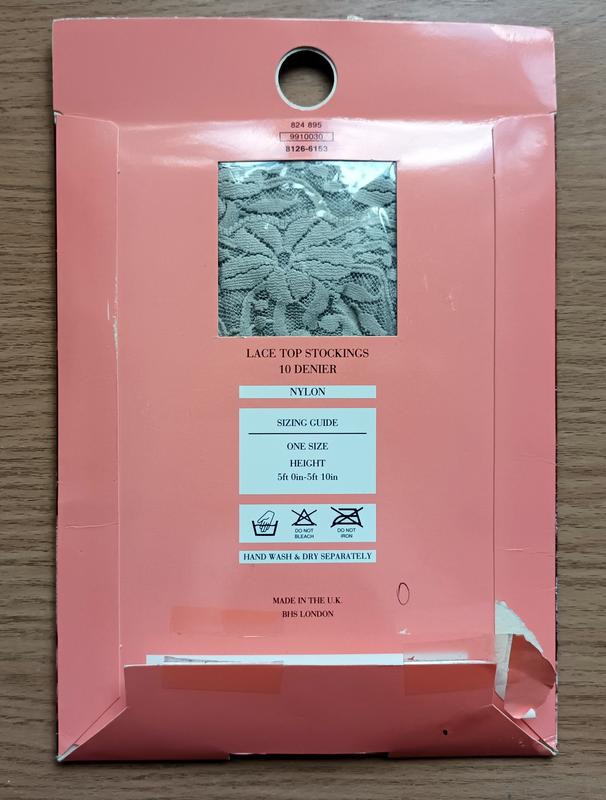 824 895
9910030
8126-6153
LACE TOP STOCKINGS
10 DENIER
NYLON
SIZING GUIDE
ONE SIZE
HEIGHT
5ft 0in-5ft 10in
DO NOT BLEACH
DO NOT IRON
HAND WASH & DRY SEPARATELY
MADE IN THE U.K.
BHS LONDON